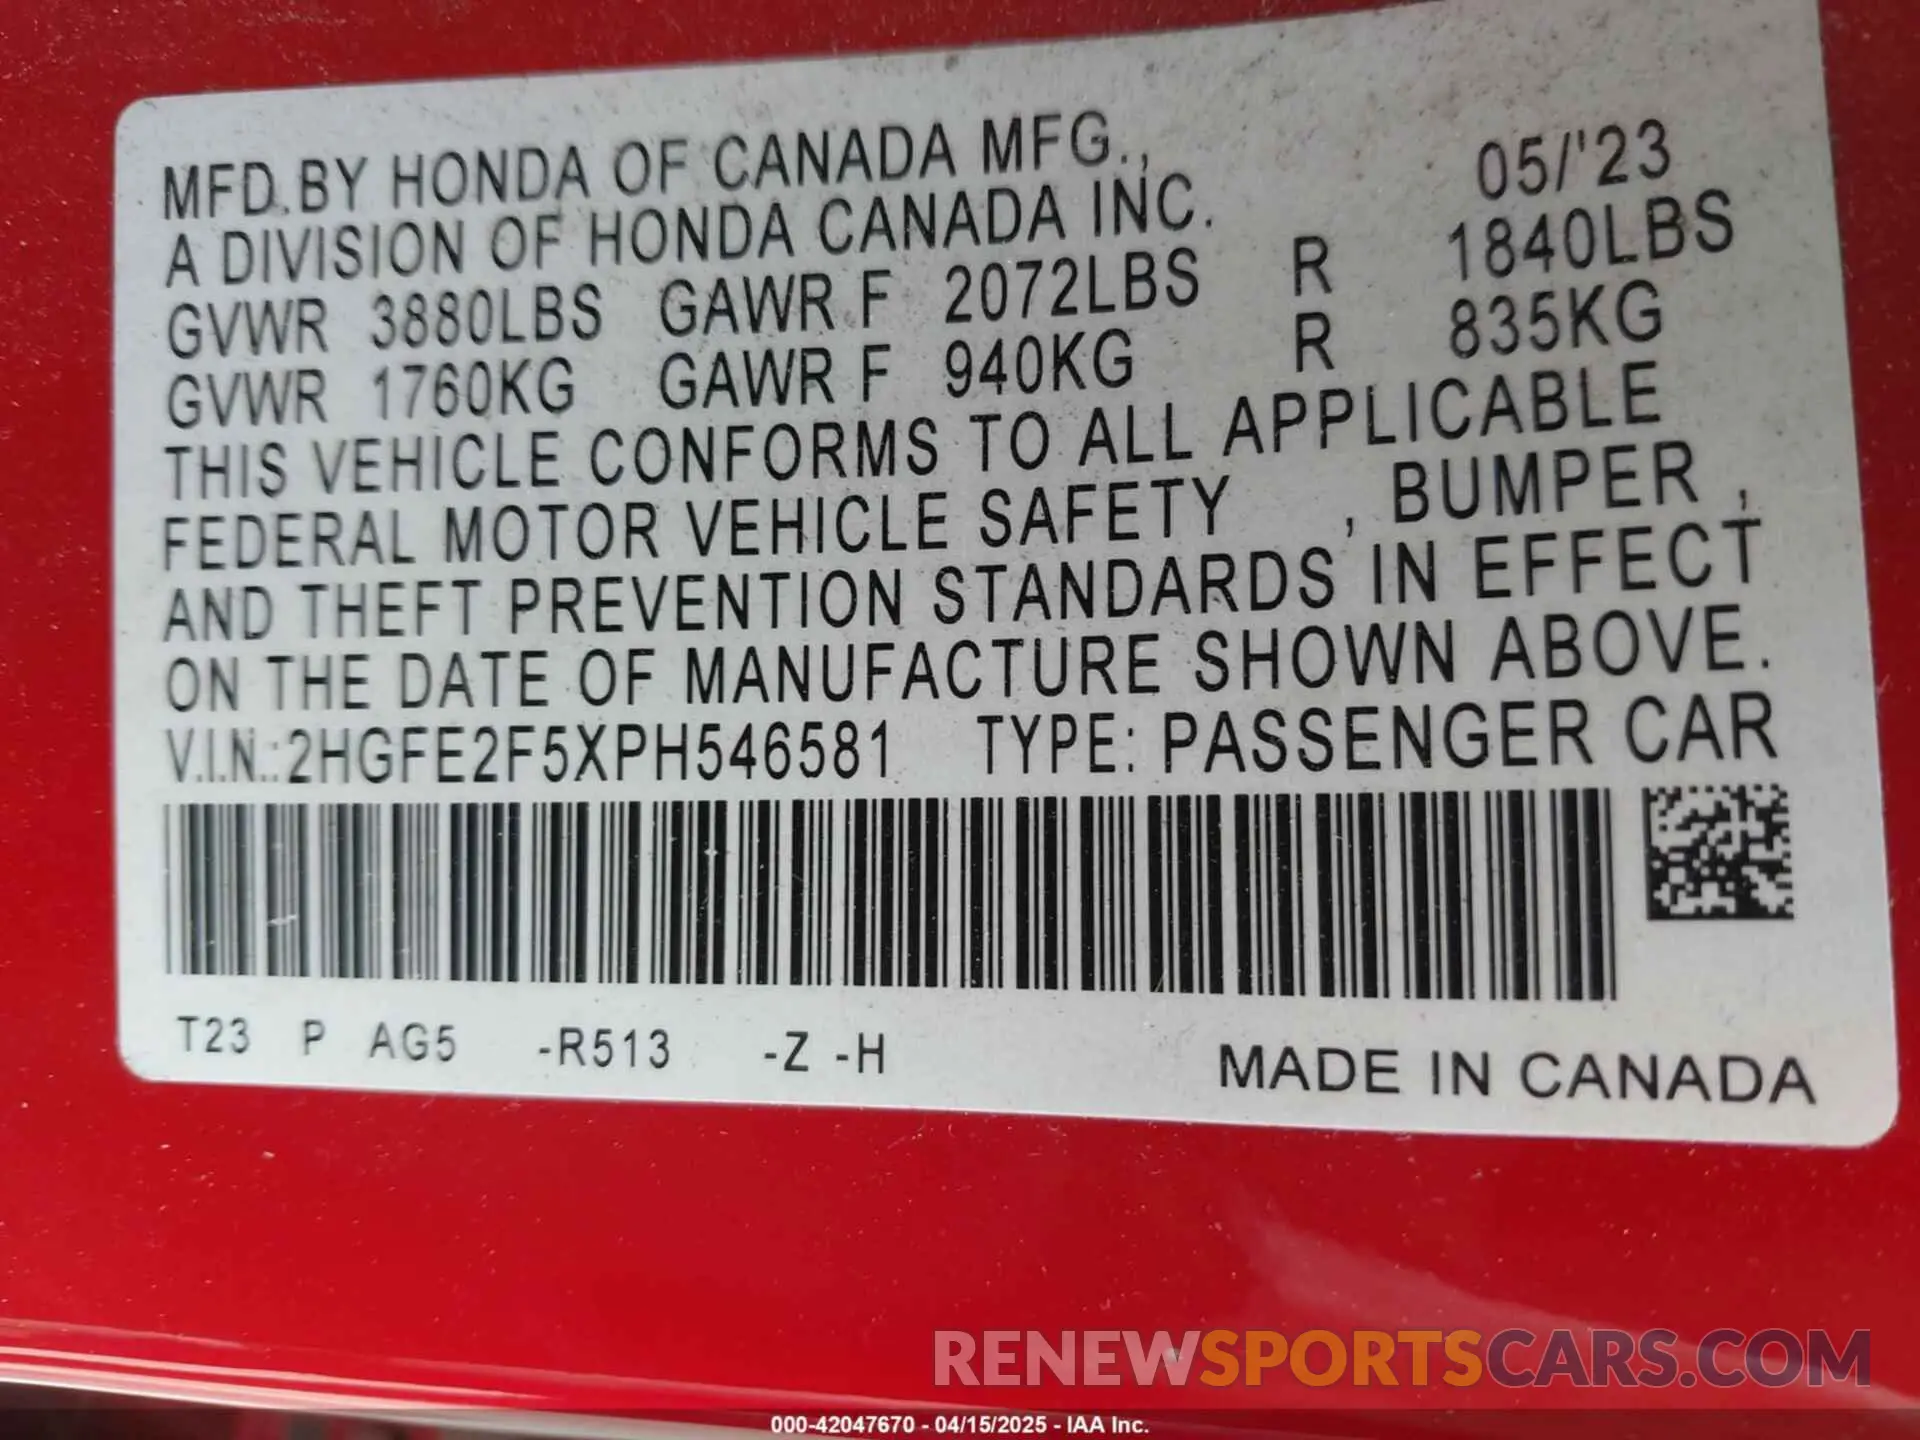 MFD.BY HONDA OF CANADA MFG.,
A DIVISION OF HONDA CANADA INC. 05/'23
GVWR 3880LBS GAWR F 2072LBS R 1840LBS
GVWR 1760KG GAWR F 940KG R 835KG
THIS VEHICLE CONFORMS TO ALL APPLICABLE
FEDERAL MOTOR VEHICLE SAFETY , BUMPER ,
AND THEFT PREVENTION STANDARDS IN EFFECT
ON THE DATE OF MANUFACTURE SHOWN ABOVE.
V.I.N.:2HGFE2F5XPH546581 TYPE: PASSENGER CAR
T23 P AG5 -R513 -Z -H
MADE IN CANADA
RENEWSPORTSCARS.COM
000-42047670 - 04/15/2025 - IAA Inc.